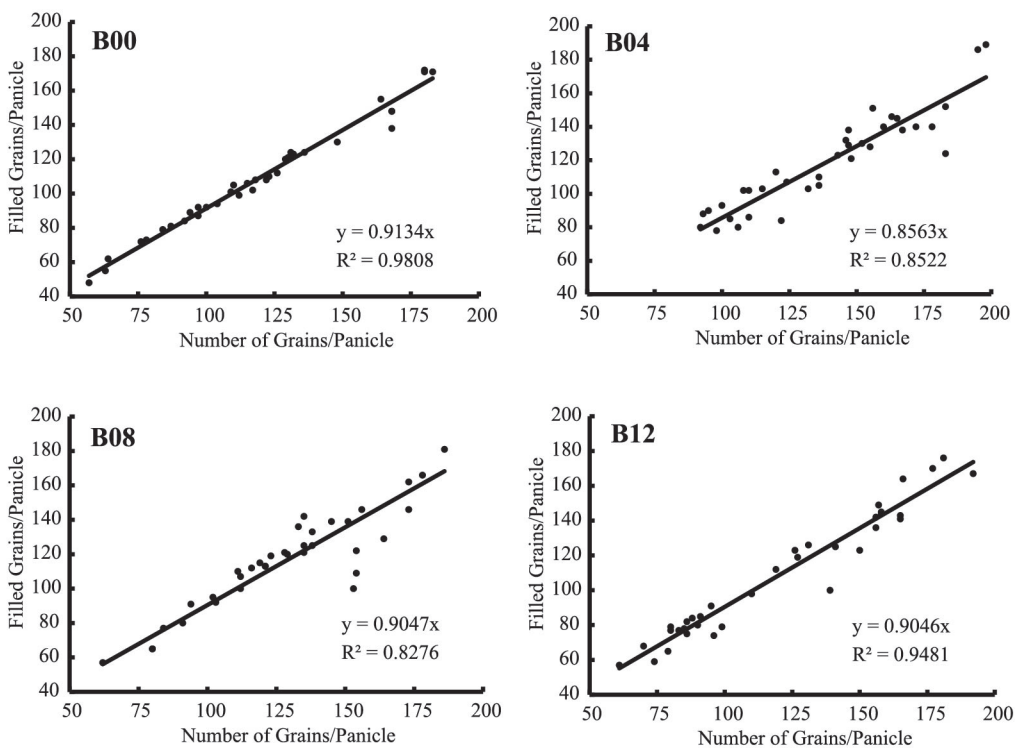 B00
Filled Grains/Panicle
200
180
160
140
120
100
80
60
40
y = 0.9134x
R² = 0.9808
50 75 100 125 150 175 200
Number of Grains/Panicle
B04
Filled Grains/Panicle
200
180
160
140
120
100
80
60
40
y = 0.8563x
R² = 0.8522
50 75 100 125 150 175 200
Number of Grains/Panicle
B08
Filled Grains/Panicle
200
180
160
140
120
100
80
60
40
y = 0.9047x
R² = 0.8276
50 75 100 125 150 175 200
Number of Grains/Panicle
B12
Filled Grains/Panicle
200
180
160
140
120
100
80
60
40
y = 0.9046x
R² = 0.9481
50 75 100 125 150 175 200
Number of Grains/Panicle